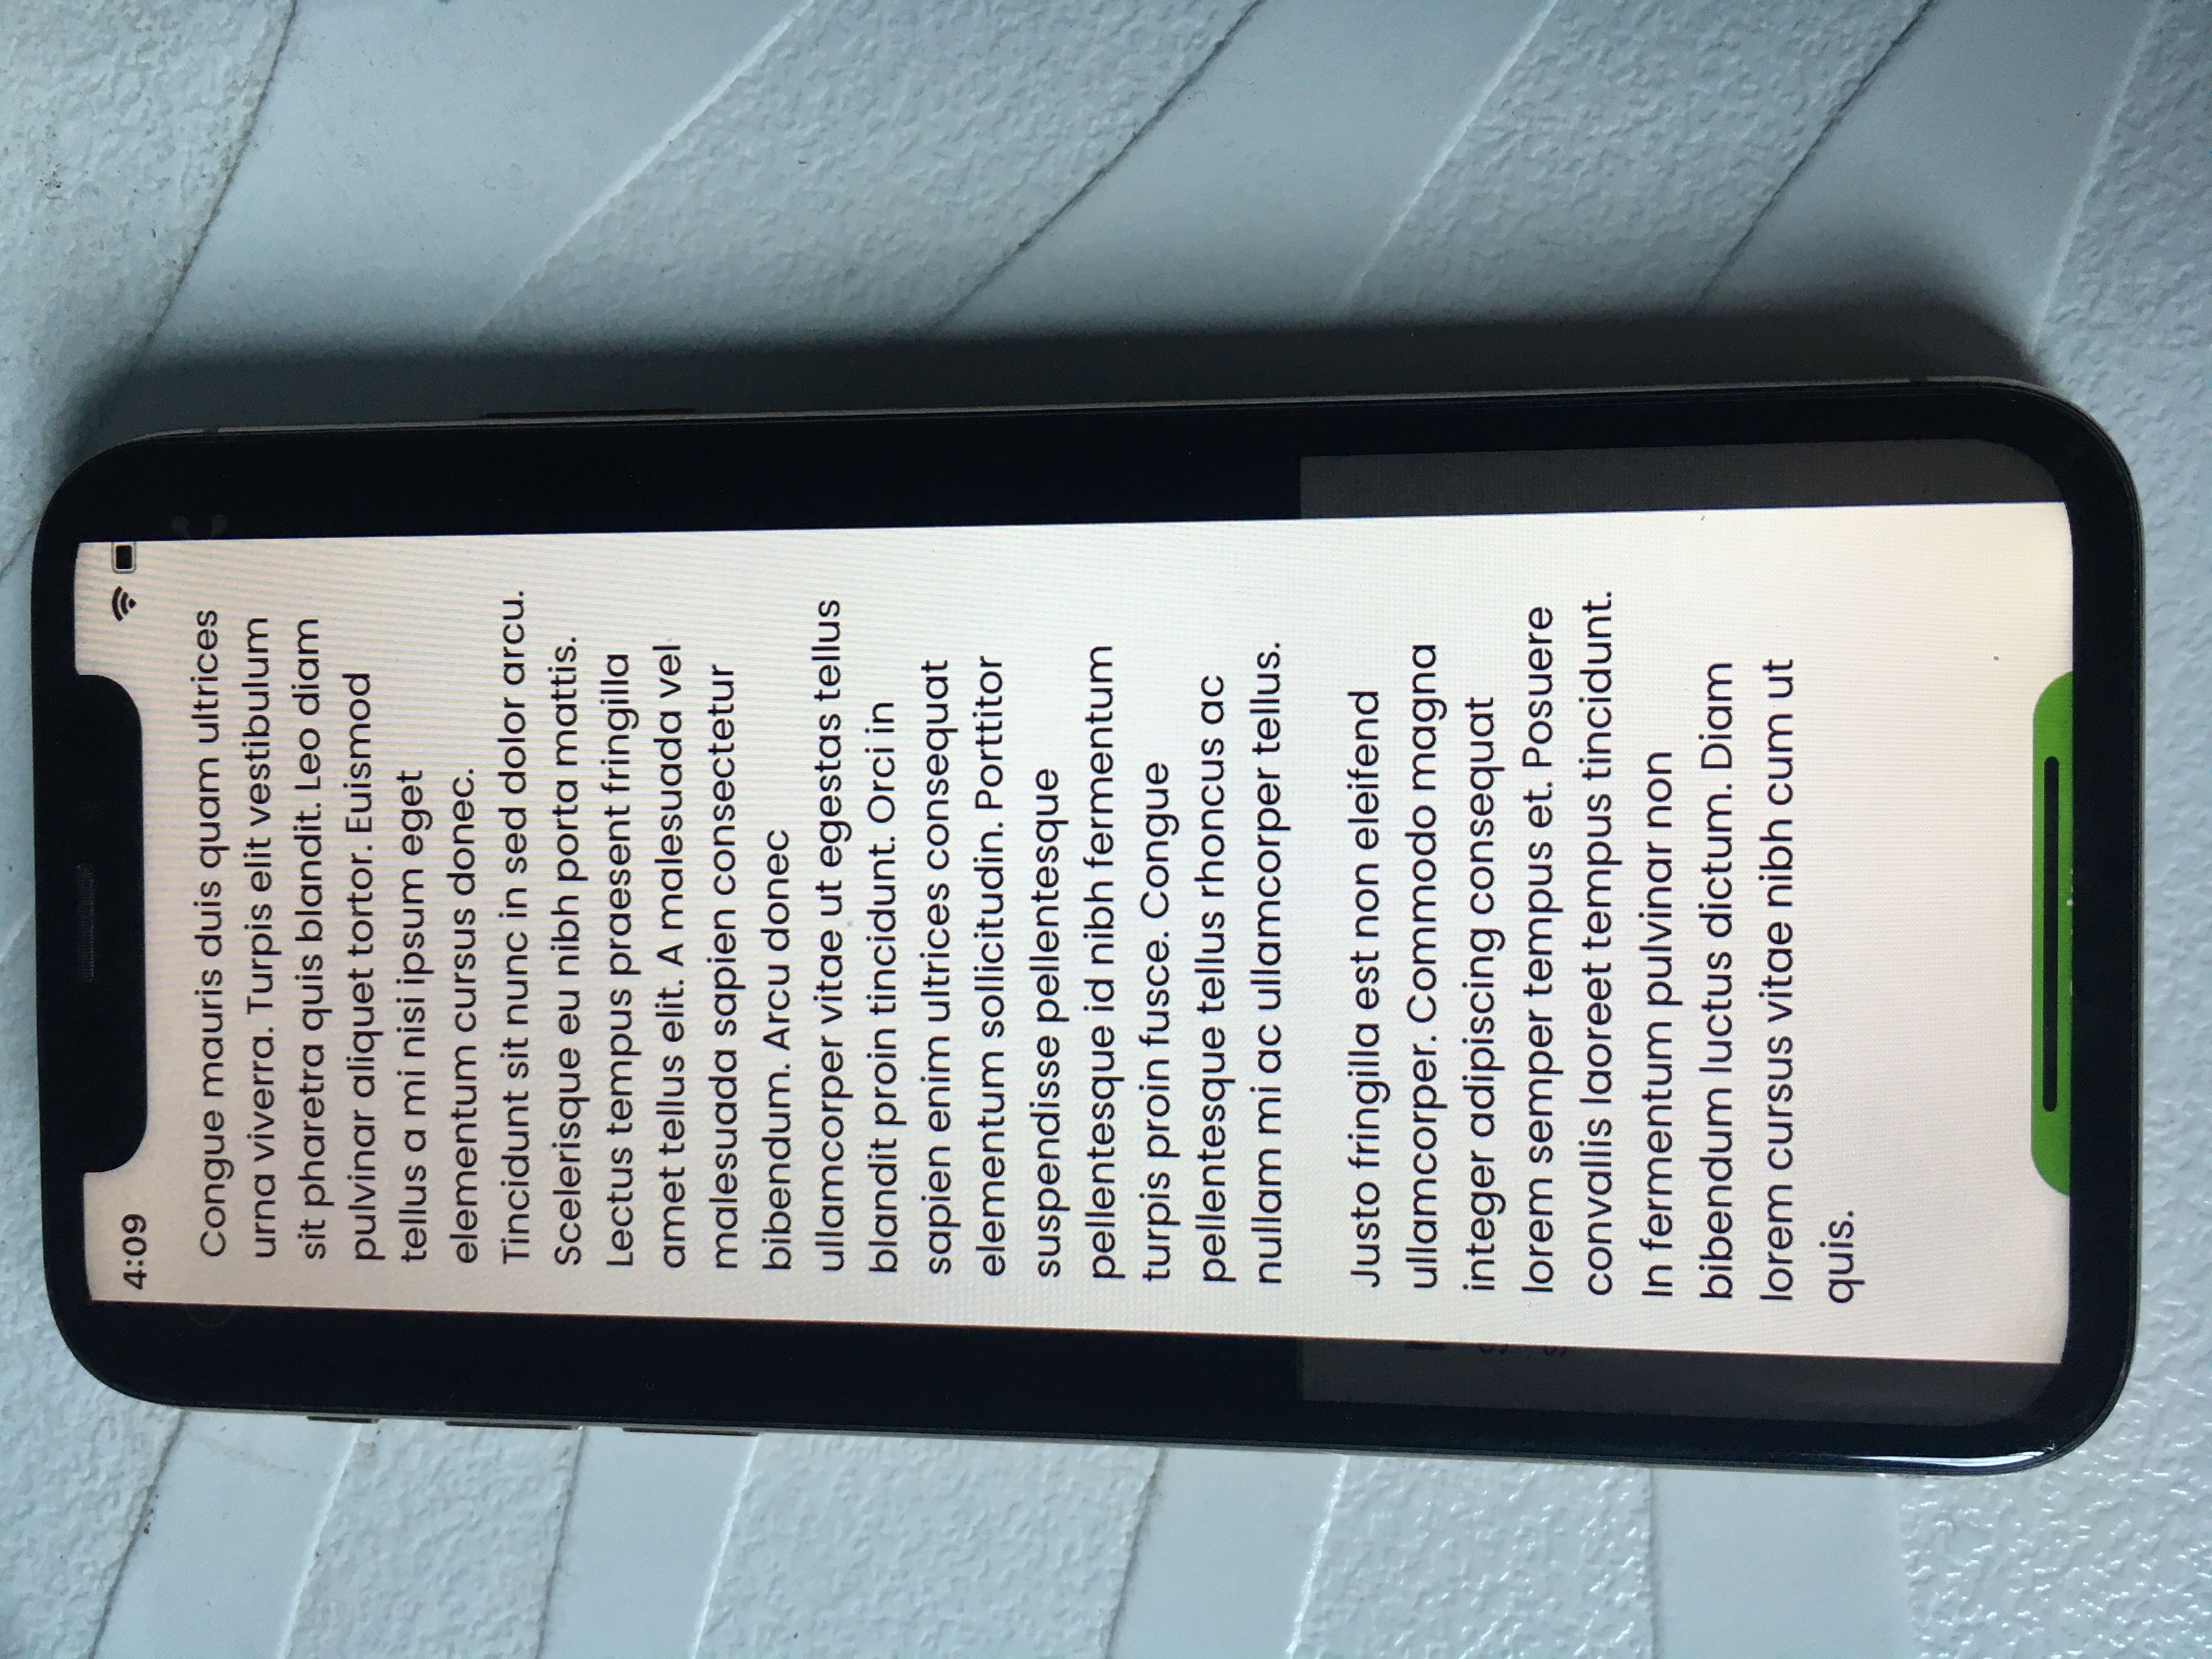 4:09
Congue mauris duis quam ultrices
urna viverra. Turpis elit vestibulum
sit pharetra quis blandit. Leo diam
pulvinar aliquet tortor. Euismod
tellus a mi nisi ipsum eget
elementum cursus donec.
Tincidunt sit nunc in sed dolor arcu.
Scelerisque eu nibh porta mattis.
Lectus tempus praesent fringilla
amet tellus elit. A malesuada vel
malesuada sapien consectetur
bibendum. Arcu donec
ullamcorper vitae ut egestas tellus
blandit proin tincidunt. Orci in
sapien enim ultrices consequat
elementum sollicitudin. Porttitor
suspendisse pellentesque
pellentesque id nibh fermentum
turpis proin fusce. Congue
pellentesque tellus rhoncus ac
nullam mi ac ullamcorper tellus.
Justo fringilla est non eleifend
ullamcorper. Commodo magna
integer adipiscing consequat
lorem semper tempus et. Posuere
convallis laoreet tempus tincidunt.
In fermentum pulvinar non
bibendum luctus dictum. Diam
lorem cursus vitae nibh cum ut
quis.